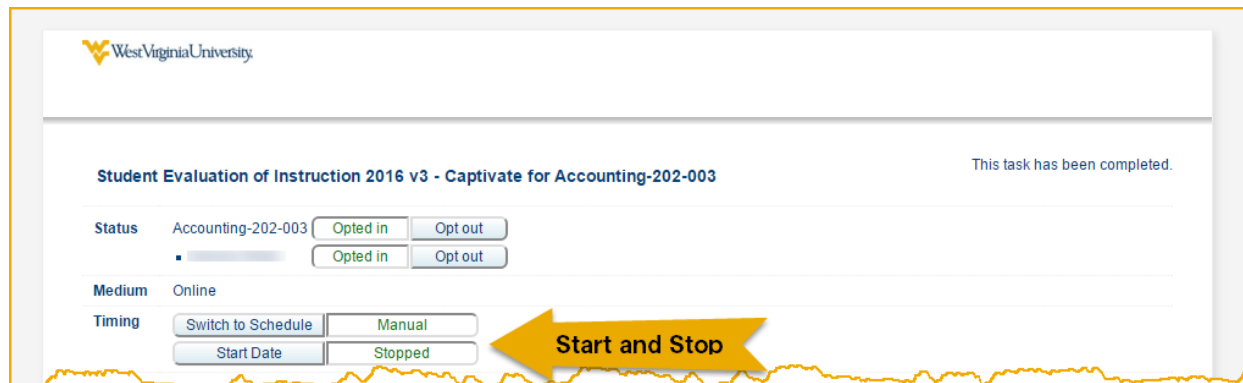 WestVirginiaUniversity.
This task has been completed.
Student Evaluation of Instruction 2016 v3 - Captivate for Accounting-202-003
Status Accounting-202-003 Opted in Opt out
Opted in Opt out
Medium Online
Timing Switch to Schedule Manual
Start Date Stopped
Start and Stop